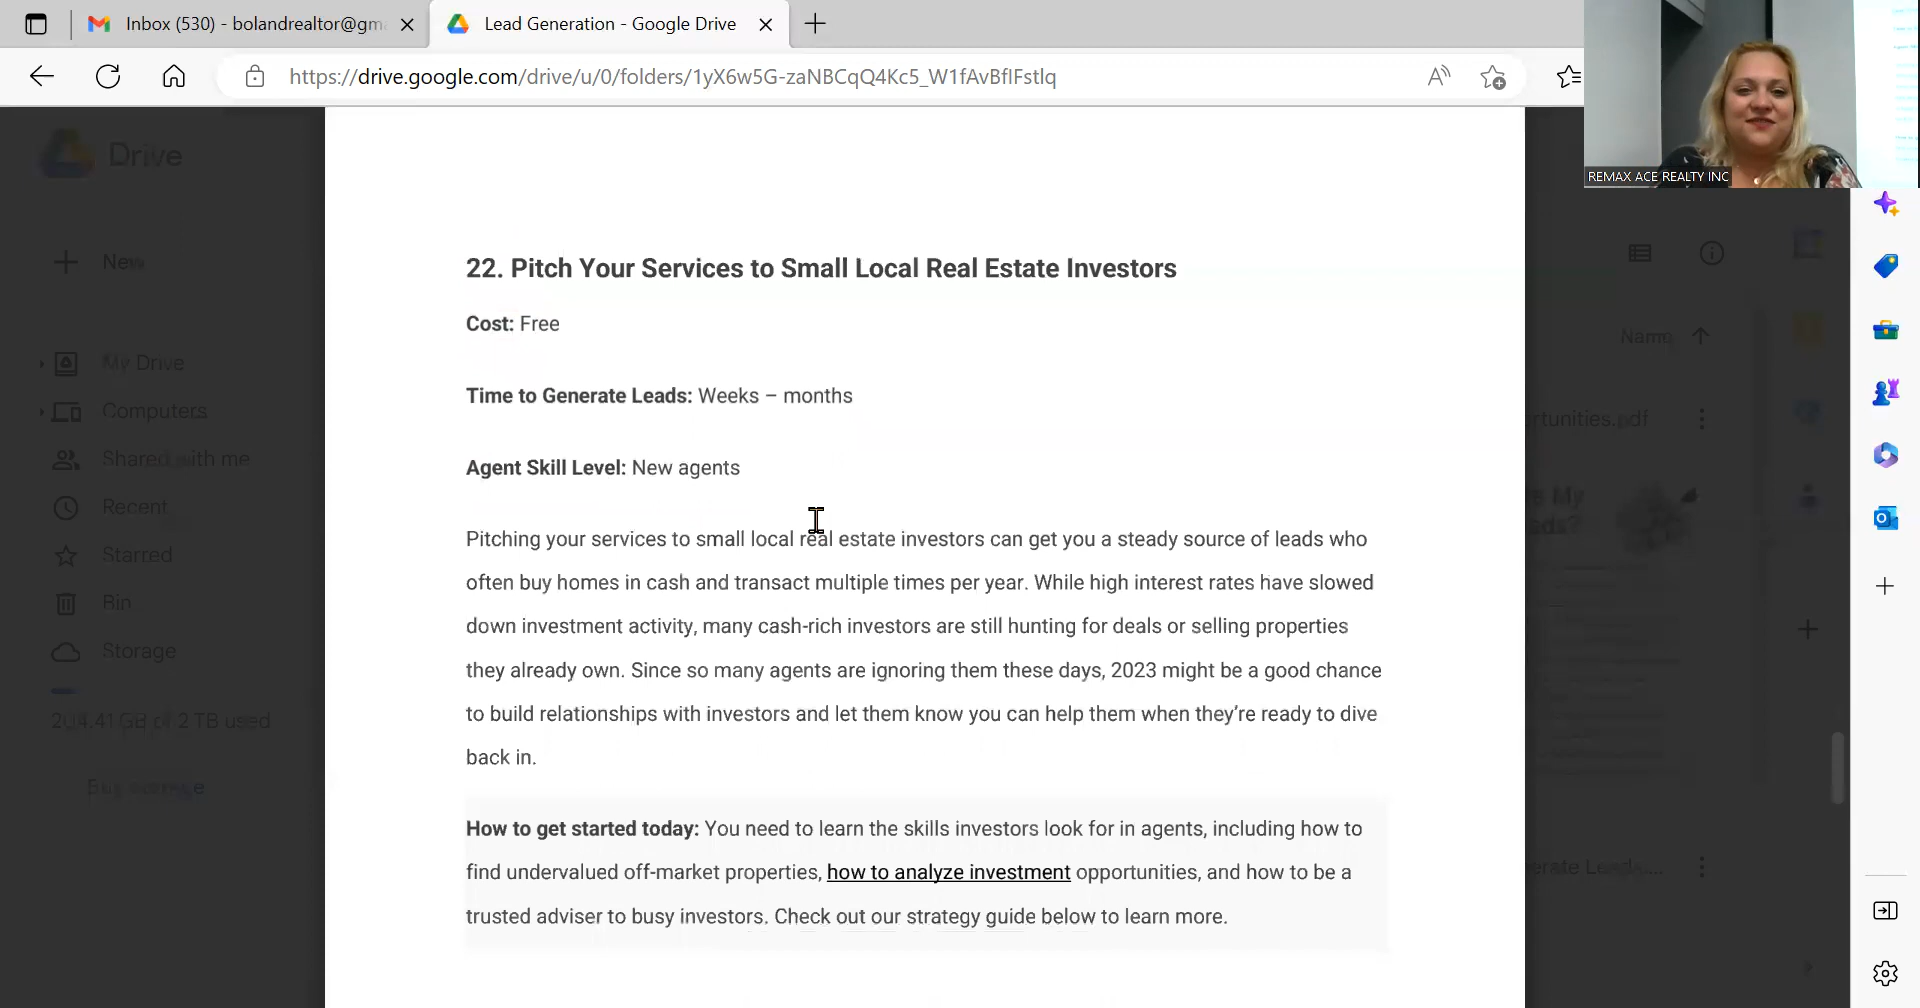 Inbox (530) - bolandrealtor@gm
Lead Generation - Google Drive
https://drive.google.com/drive/u/0/folders/1yX6w5G-zaNBCqQ4Kc5_W1fAvBfIFstlq
REMAX ACE REALTY INC
Drive
New
My Drive
Computers
Shared with me
Recent
Starred
Bin
Storage
204.41 GB of 2 TB used
Buy storage
Name
22. Pitch Your Services to Small Local Real Estate Investors
Cost: Free
Time to Generate Leads: Weeks – months
Agent Skill Level: New agents
Pitching your services to small local real estate investors can get you a steady source of leads who
often buy homes in cash and transact multiple times per year. While high interest rates have slowed
down investment activity, many cash-rich investors are still hunting for deals or selling properties
they already own. Since so many agents are ignoring them these days, 2023 might be a good chance
to build relationships with investors and let them know you can help them when they’re ready to dive
back in.
How to get started today: You need to learn the skills investors look for in agents, including how to
find undervalued off-market properties, how to analyze investment opportunities, and how to be a
trusted adviser to busy investors. Check out our strategy guide below to learn more.